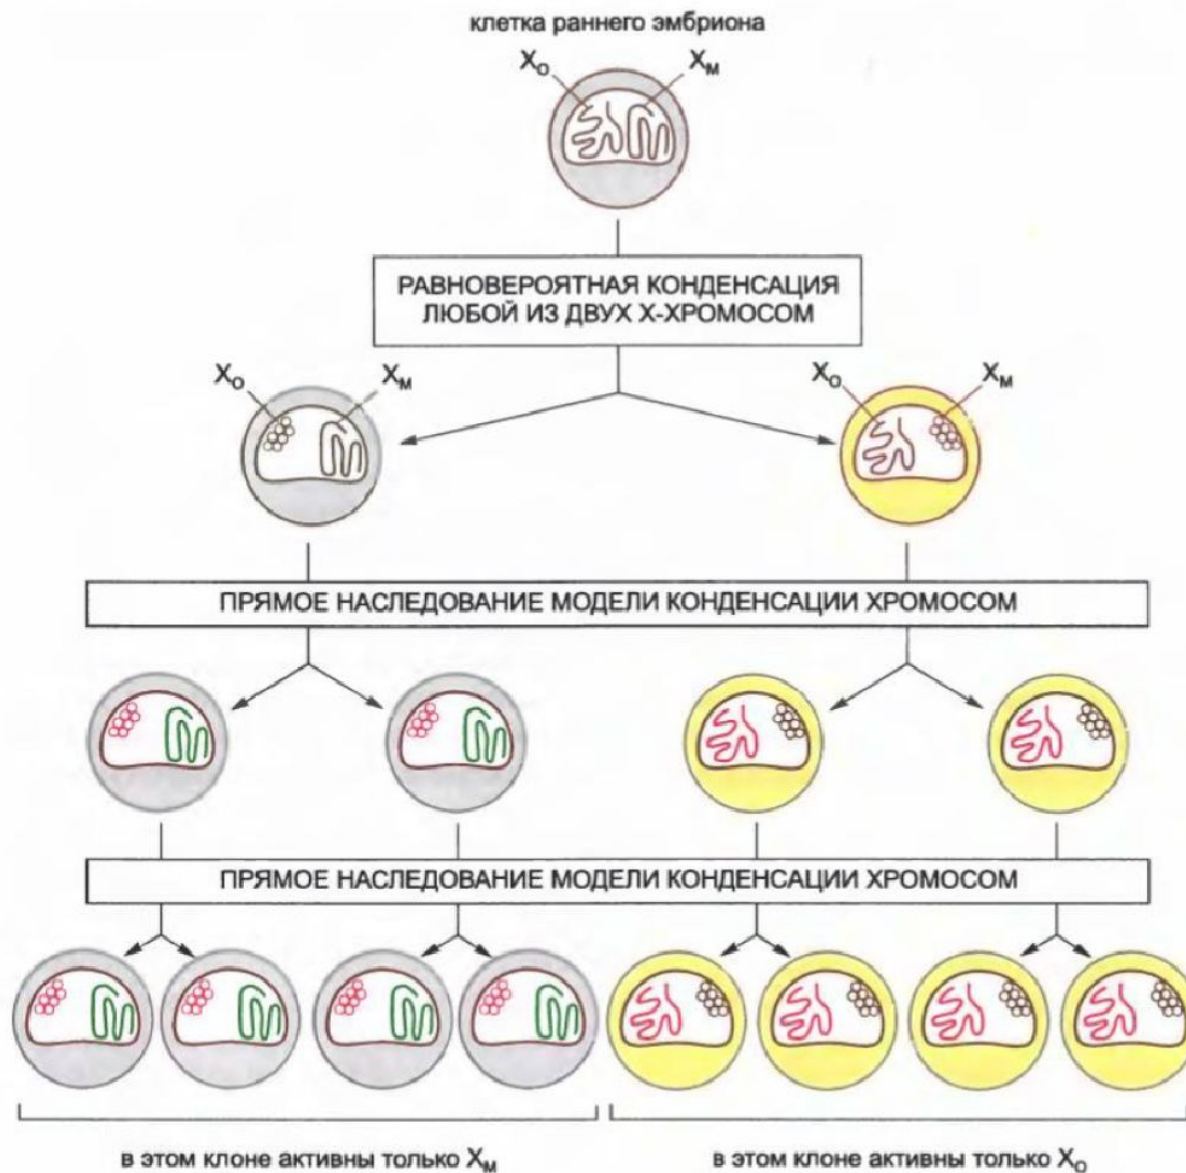 клетка раннего эмбриона
Xо Xм
РАВНОВЕРОЯТНАЯ КОНДЕНСАЦИЯ
ЛЮБОЙ ИЗ ДВУХ Х-ХРОМОСОМ
Xо Xм
Xо Xм
ПРЯМОЕ НАСЛЕДОВАНИЕ МОДЕЛИ КОНДЕНСАЦИИ ХРОМОСОМ
ПРЯМОЕ НАСЛЕДОВАНИЕ МОДЕЛИ КОНДЕНСАЦИИ ХРОМОСОМ
в этом клоне активны только Xм
в этом клоне активны только Xо